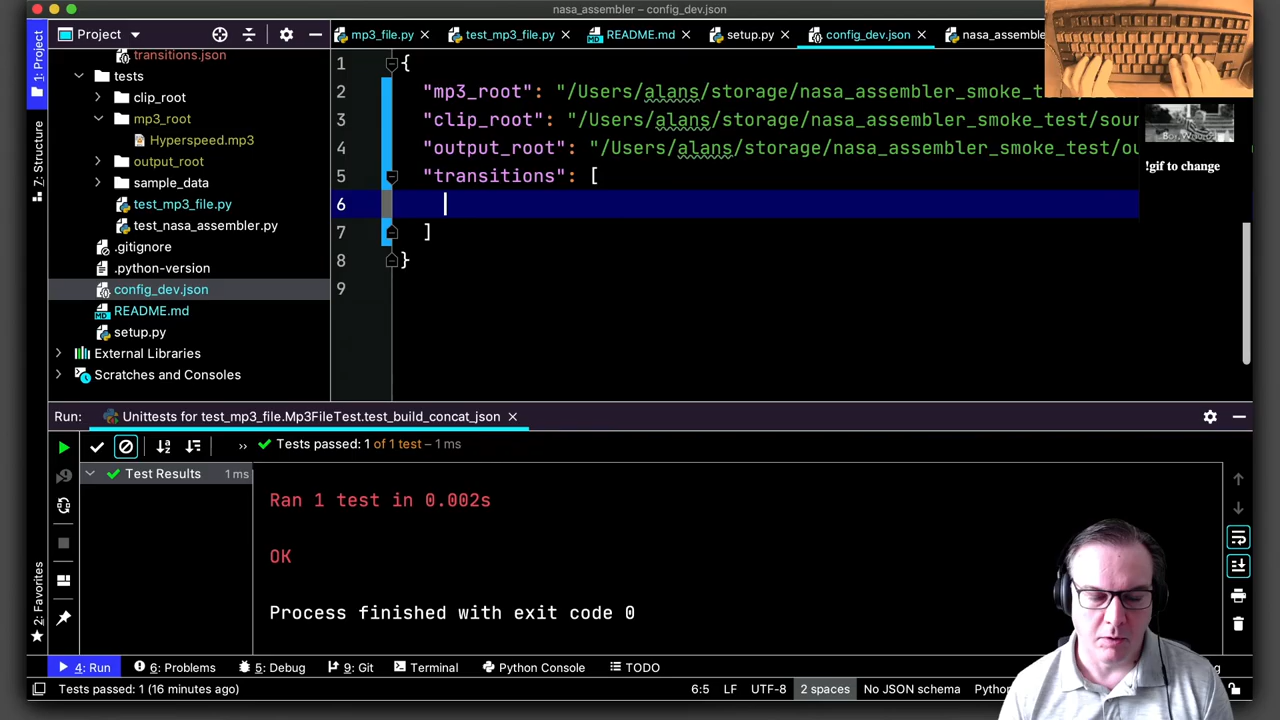 nasa_assembler – config_dev.json
Project
mp3_file.py
test_mp3_file.py
README.md
setup.py
config_dev.json
nasa_assemb
1: Project
7: Structure
2: Favorites
transitions.json
tests
clip_root
mp3_root
Hyperspeed.mp3
output_root
sample_data
test_mp3_file.py
test_nasa_assembler.py
.gitignore
.python-version
config_dev.json
README.md
setup.py
External Libraries
Scratches and Consoles
1 {
2 "mp3_root": "/Users/alans/storage/nasa_assembler_smoke_t
3 "clip_root": "/Users/alans/storage/nasa_assembler_smoke_test/sour
4 "output_root": "/Users/alans/storage/nasa_assembler_smoke_test/ou
5 "transitions": [
6
7 ]
8 }
9
!gif to change
Run:
Unittests for test_mp3_file.Mp3FileTest.test_build_concat_json
Tests passed: 1 of 1 test – 1 ms
Test Results 1 ms
Ran 1 test in 0.002s
OK
Process finished with exit code 0
4: Run
6: Problems
5: Debug
9: Git
Terminal
Python Console
TODO
Tests passed: 1 (16 minutes ago)
6:5
LF
UTF-8
2 spaces
No JSON schema
Python